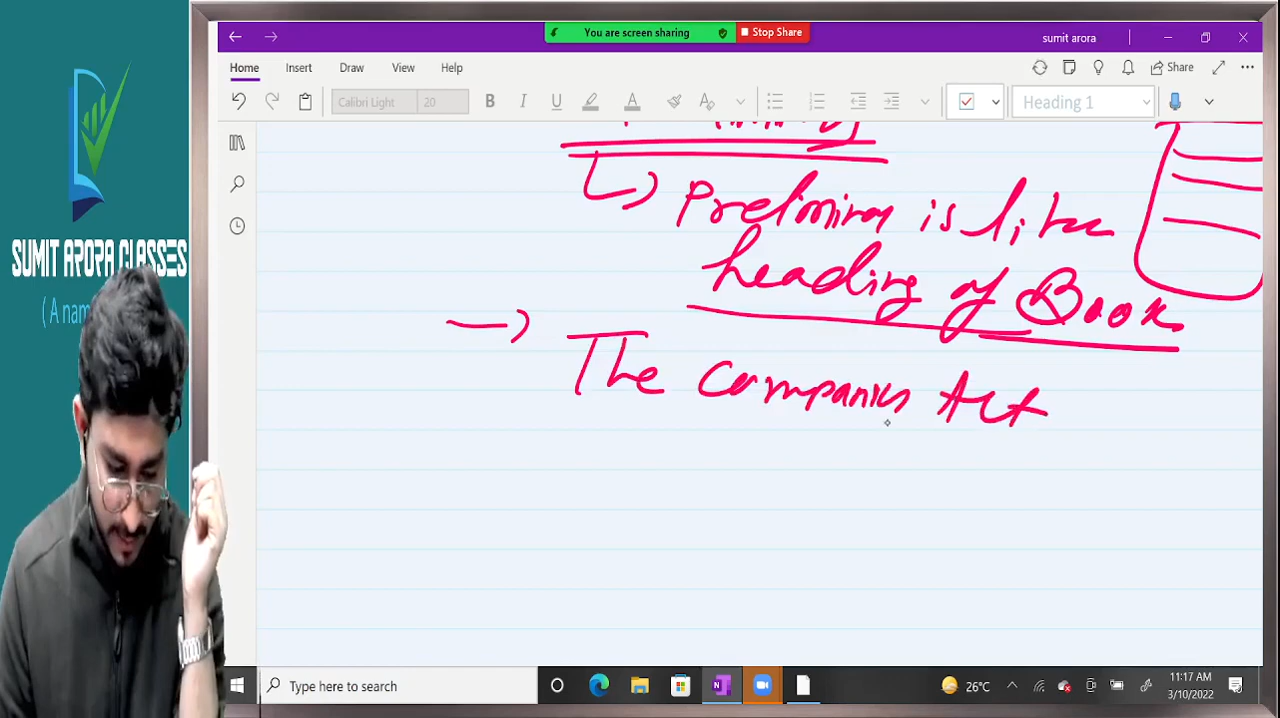 You are screen sharing
Stop Share
sumit arora
Home Insert Draw View Help
Share
Calibri Light 20
B I U A
Heading 1
Preliminary is like
heading of Book
The Companies Act
SUMIT ARORA CLASSES
( A nam
Type here to search
26°C
11:17 AM
3/10/2022